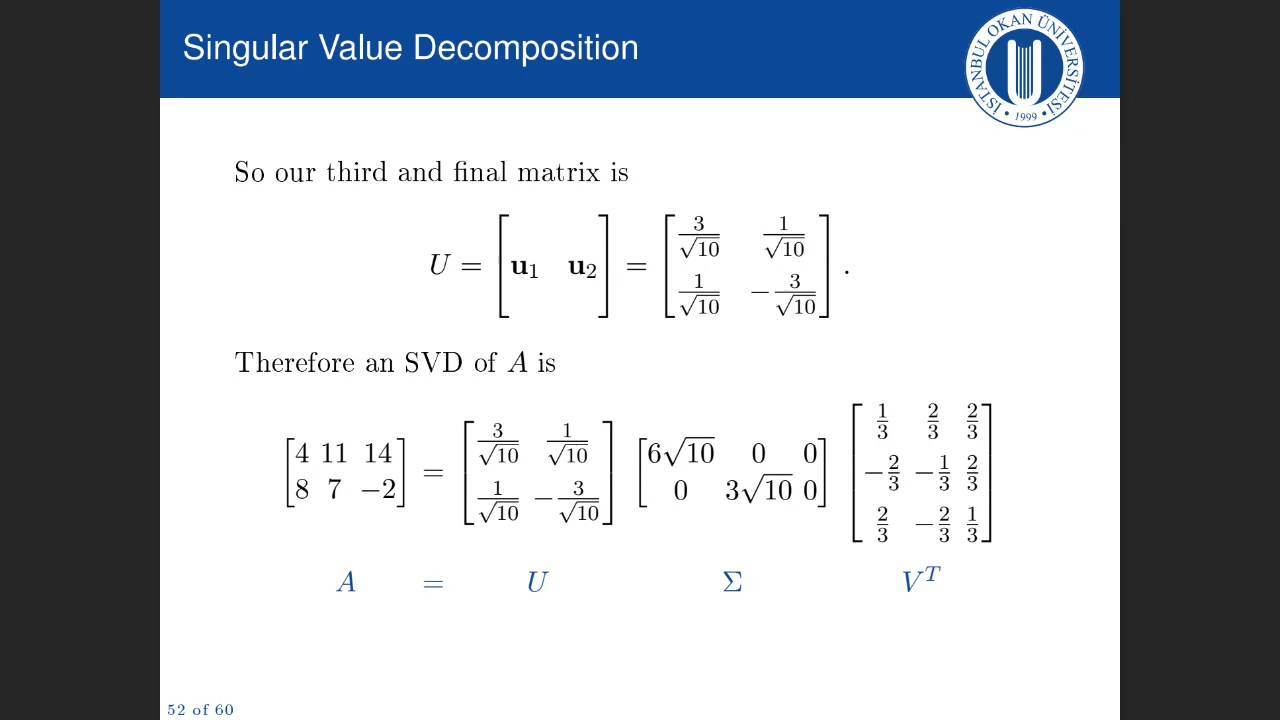 Singular Value Decomposition
İSTANBUL OKAN ÜNİVERSİTESİ
• 1999 •
So our third and final matrix is
U = [u₁ u₂] = [3/√10 1/√10; 1/√10 −3/√10].
Therefore an SVD of A is
[4 11 14; 8 7 −2] = [3/√10 1/√10; 1/√10 −3/√10] [6√10 0 0; 0 3√10 0] [1/3 2/3 2/3; −2/3 −1/3 2/3; 2/3 −2/3 1/3]
A = U Σ Vᵀ
52 of 60